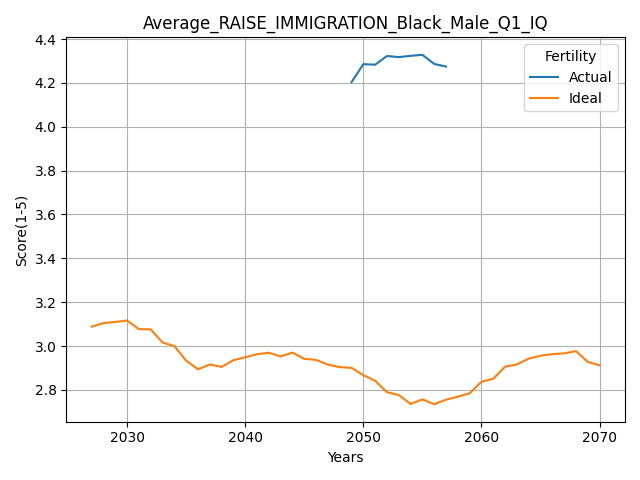 Average_RAISE_IMMIGRATION_Black_Male_Q1_IQ
Fertility
Actual
Ideal
Score(1-5)
4.4
4.2
4.0
3.8
3.6
3.4
3.2
3.0
2.8
2030 2040 2050 2060 2070
Years